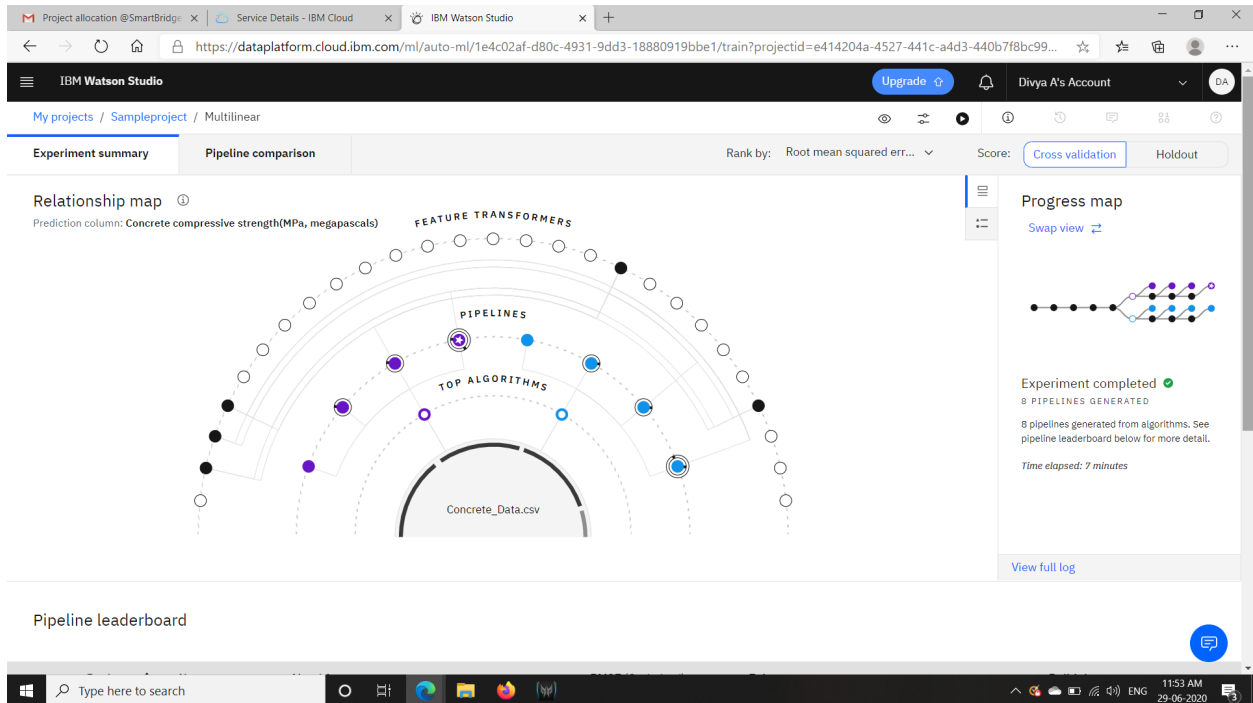 Project allocation @SmartBridge
Service Details - IBM Cloud
IBM Watson Studio
https://dataplatform.cloud.ibm.com/ml/auto-ml/1e4c02af-d80c-4931-9dd3-18880919bbe1/train?projectid=e414204a-4527-441c-a4d3-440b7f8bc99...
IBM Watson Studio
Upgrade
Divya A's Account
DA
My projects / Sampleproject / Multilinear
Experiment summary
Pipeline comparison
Rank by: Root mean squared err...
Score: Cross validation Holdout
Relationship map
Prediction column: Concrete compressive strength(MPa, megapascals)
FEATURE TRANSFORMERS
PIPELINES
TOP ALGORITHMS
Concrete_Data.csv
Progress map
Swap view
Experiment completed
8 PIPELINES GENERATED
8 pipelines generated from algorithms. See
pipeline leaderboard below for more detail.
Time elapsed: 7 minutes
View full log
Pipeline leaderboard
Type here to search
ENG
11:53 AM
29-06-2020
3